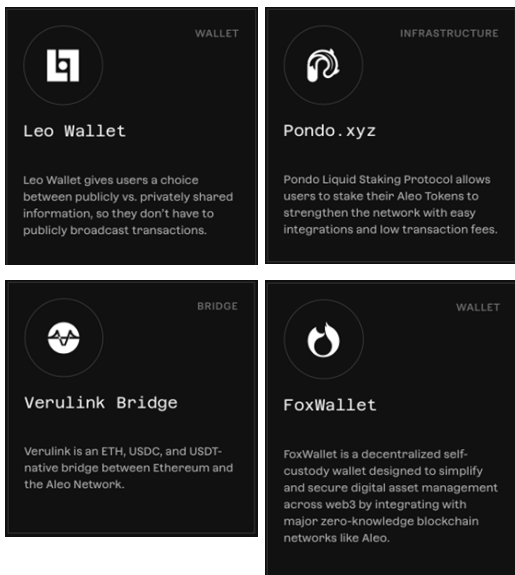 WALLET
Leo Wallet
Leo Wallet gives users a choice
between publicly vs. privately shared
information, so they don't have to
publicly broadcast transactions.
INFRASTRUCTURE
Pondo.xyz
Pondo Liquid Staking Protocol allows
users to stake their Aleo Tokens to
strengthen the network with easy
integrations and low transaction fees.
BRIDGE
Verulink Bridge
Verulink is an ETH, USDC, and USDT-
native bridge between Ethereum and
the Aleo Network.
WALLET
FoxWallet
FoxWallet is a decentralized self-
custody wallet designed to simplify
and secure digital asset management
across web3 by integrating with
major zero-knowledge blockchain
networks like Aleo.